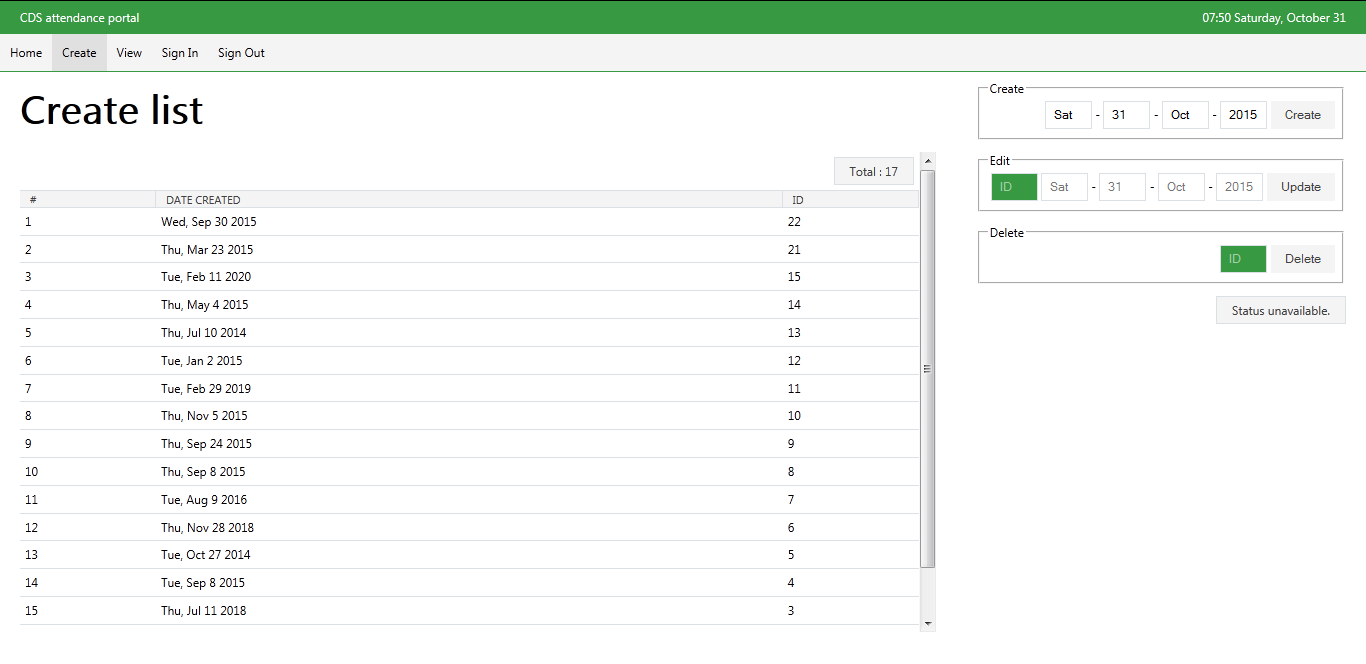 CDS attendance portal 07:50 Saturday, October 31
Home Create View Sign In Sign Out
Create list
Total : 17
# DATE CREATED ID
1 Wed, Sep 30 2015 22
2 Thu, Mar 23 2015 21
3 Tue, Feb 11 2020 15
4 Thu, May 4 2015 14
5 Thu, Jul 10 2014 13
6 Tue, Jan 2 2015 12
7 Tue, Feb 29 2019 11
8 Thu, Nov 5 2015 10
9 Thu, Sep 24 2015 9
10 Thu, Sep 8 2015 8
11 Tue, Aug 9 2016 7
12 Thu, Nov 28 2018 6
13 Tue, Oct 27 2014 5
14 Tue, Sep 8 2015 4
15 Thu, Jul 11 2018 3
Create
Sat - 31 - Oct - 2015 Create
Edit
ID Sat - 31 - Oct - 2015 Update
Delete
ID Delete
Status unavailable.